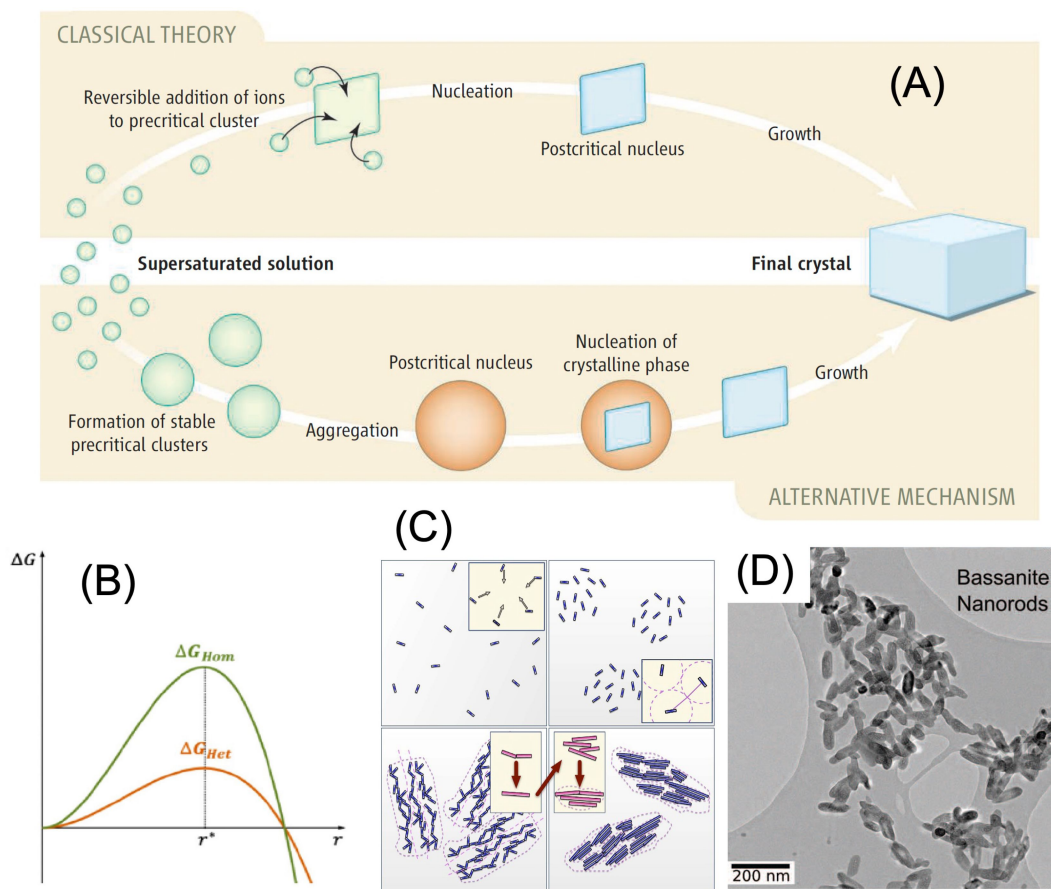 CLASSICAL THEORY
(A)
Reversible addition of ions
to precritical cluster
Nucleation
Postcritical nucleus
Growth
Supersaturated solution
Final crystal
Formation of stable
precritical clusters
Aggregation
Postcritical nucleus
Nucleation of
crystalline phase
Growth
ALTERNATIVE MECHANISM
(B)
ΔG
ΔG_Hom
ΔG_Het
r*
r
(C)
(D)
Bassanite
Nanorods
200 nm